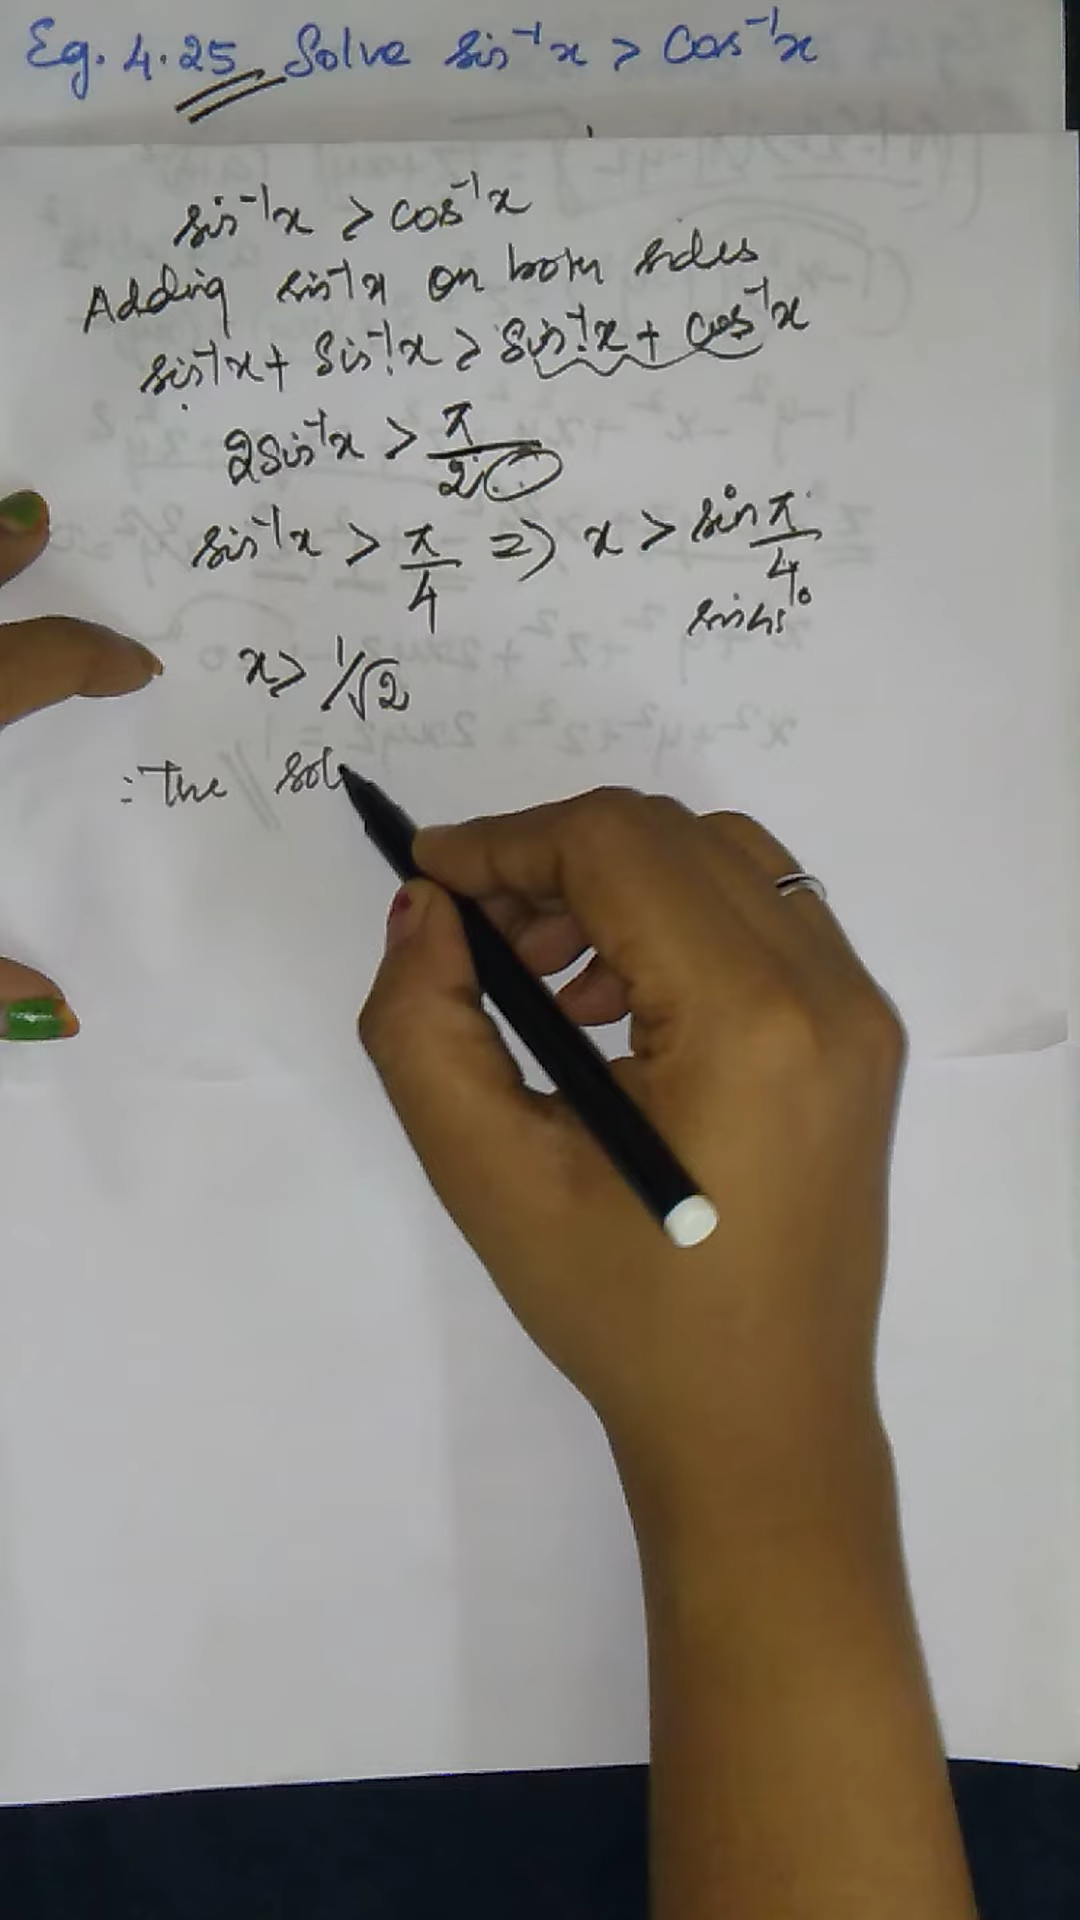 Eg. 4.25 Solve sin⁻¹x > cos⁻¹x
sin⁻¹x > cos⁻¹x
Adding sin⁻¹x on both sides
sin⁻¹x + sin⁻¹x > sin⁻¹x + cos⁻¹x
2sin⁻¹x > π/2
sin⁻¹x > π/4 => x > sin π/4
sin45°
x > 1/√2
∴ The sol